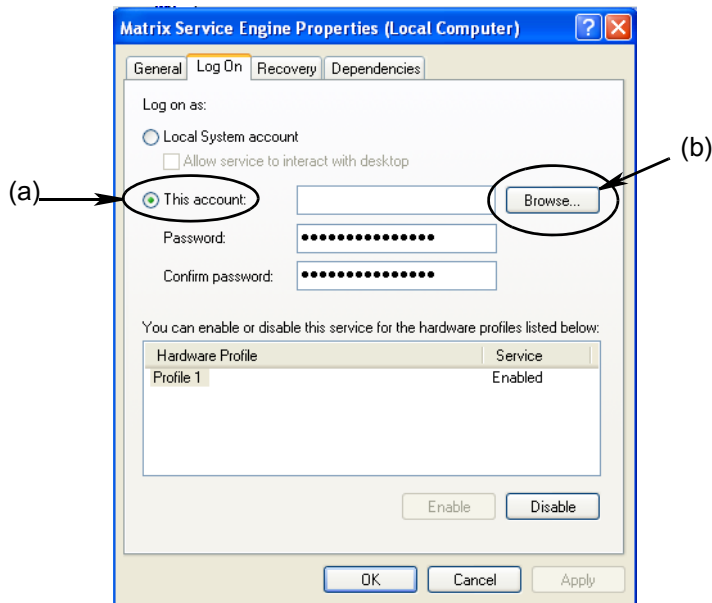 Matrix Service Engine Properties (Local Computer)
General Log On Recovery Dependencies
Log on as:
Local System account
Allow service to interact with desktop
(a) This account: Browse... (b)
Password: ●●●●●●●●●●●●●●●
Confirm password: ●●●●●●●●●●●●●●●
You can enable or disable this service for the hardware profiles listed below:
Hardware Profile Service
Profile 1 Enabled
Enable Disable
OK Cancel Apply